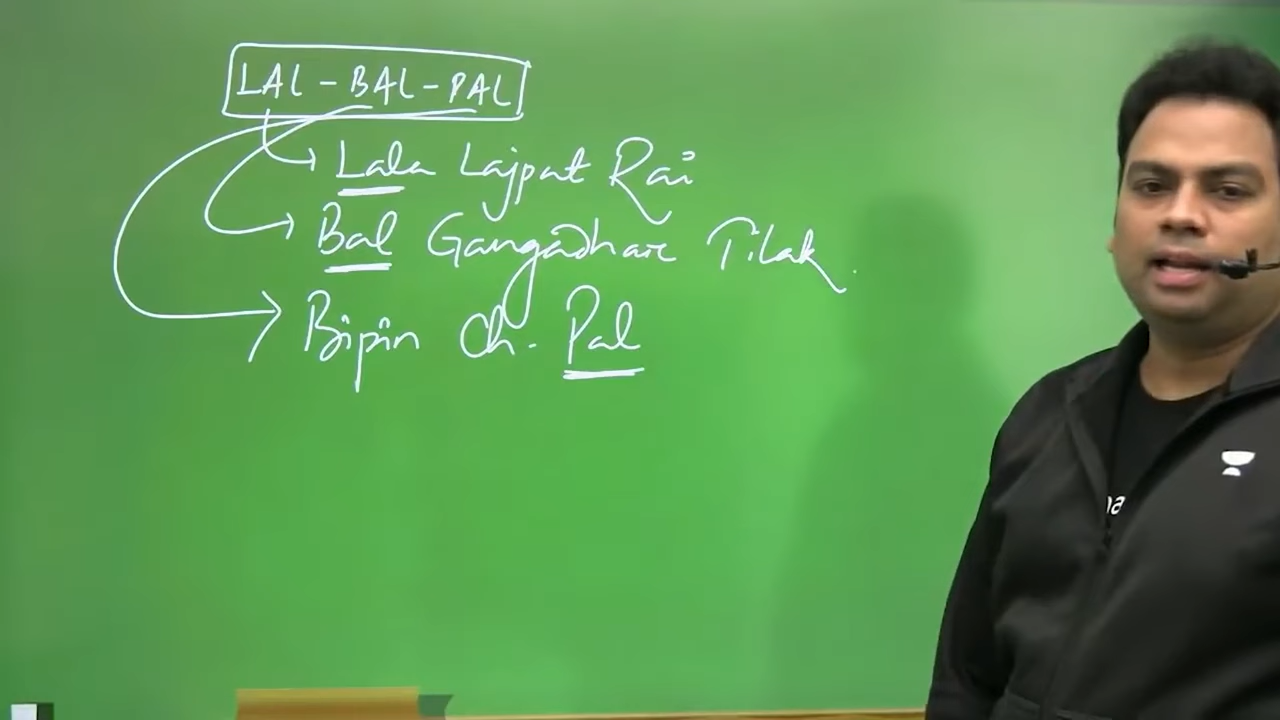 LAL - BAL - PAL
Lala Lajpat Rai
Bal Gangadhar Tilak.
Bipin Ch. Pal